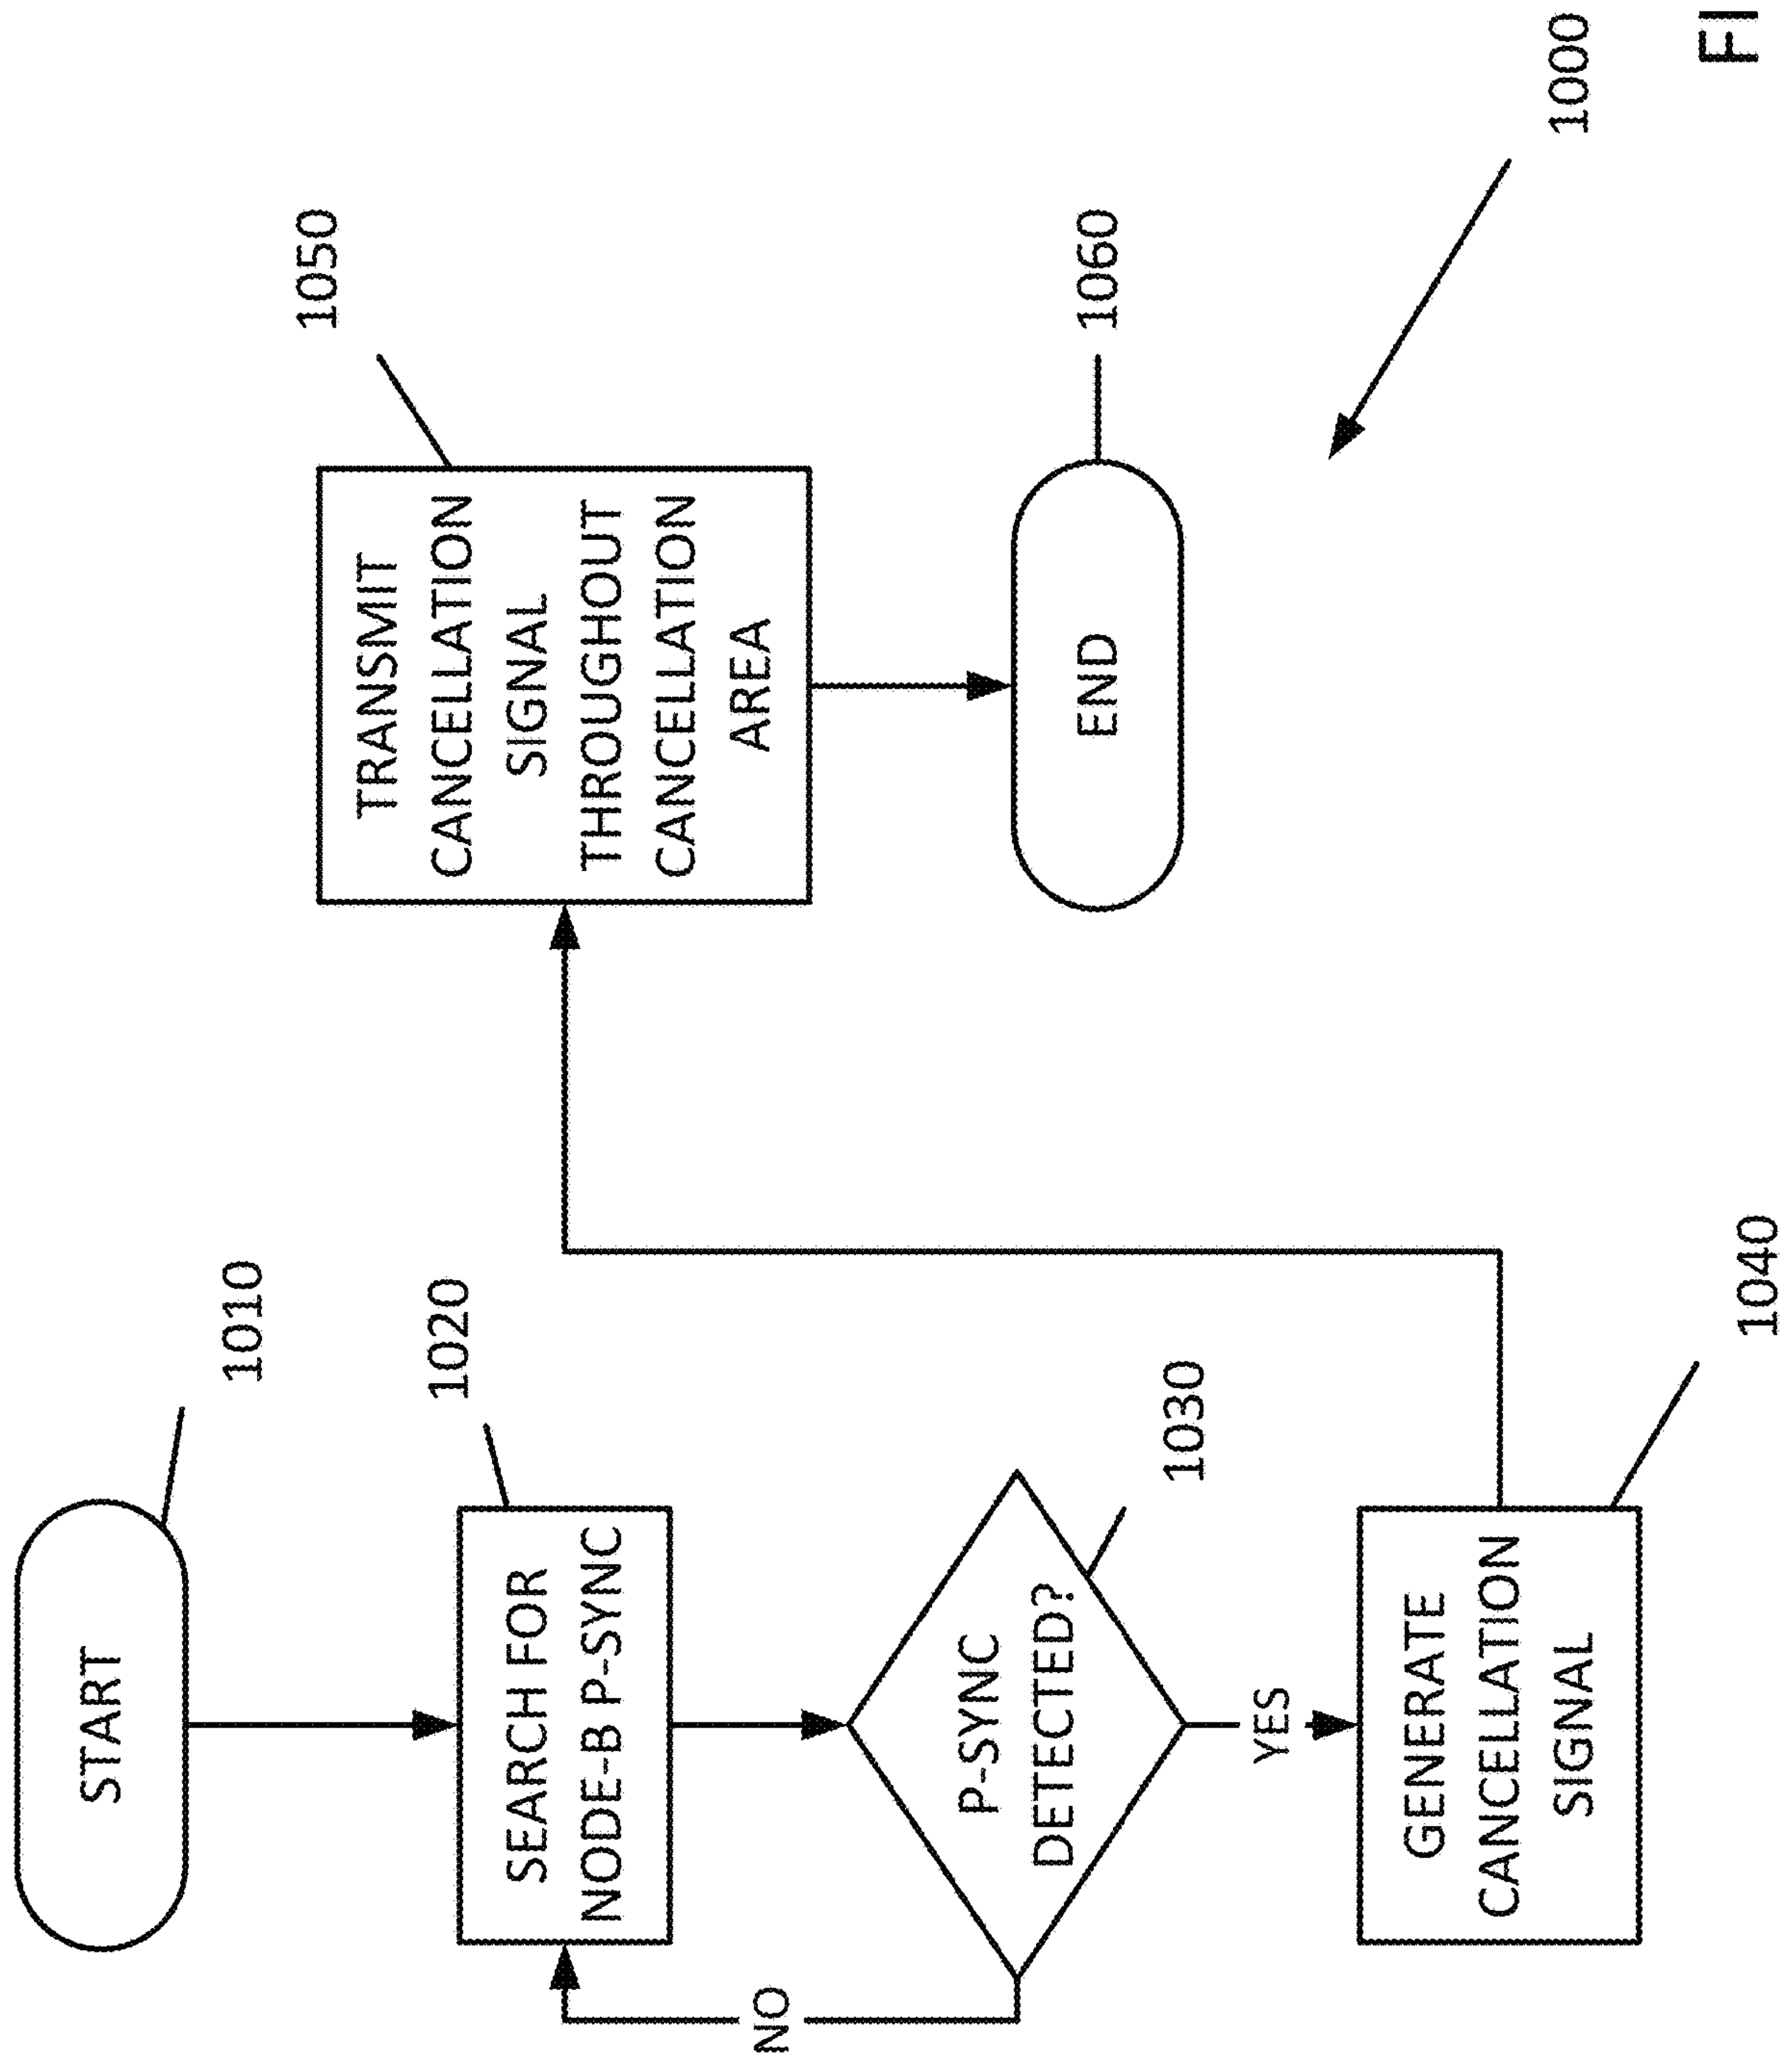 START
1010
SEARCH FOR
NODE-B P-SYNC
1020
NO
P-SYNC
DETECTED?
1030
YES
GENERATE
CANCELLATION
SIGNAL
1040
TRANSMIT
CANCELLATION
SIGNAL
THROUGHOUT
CANCELLATION
AREA
1050
END
1060
1000
FI